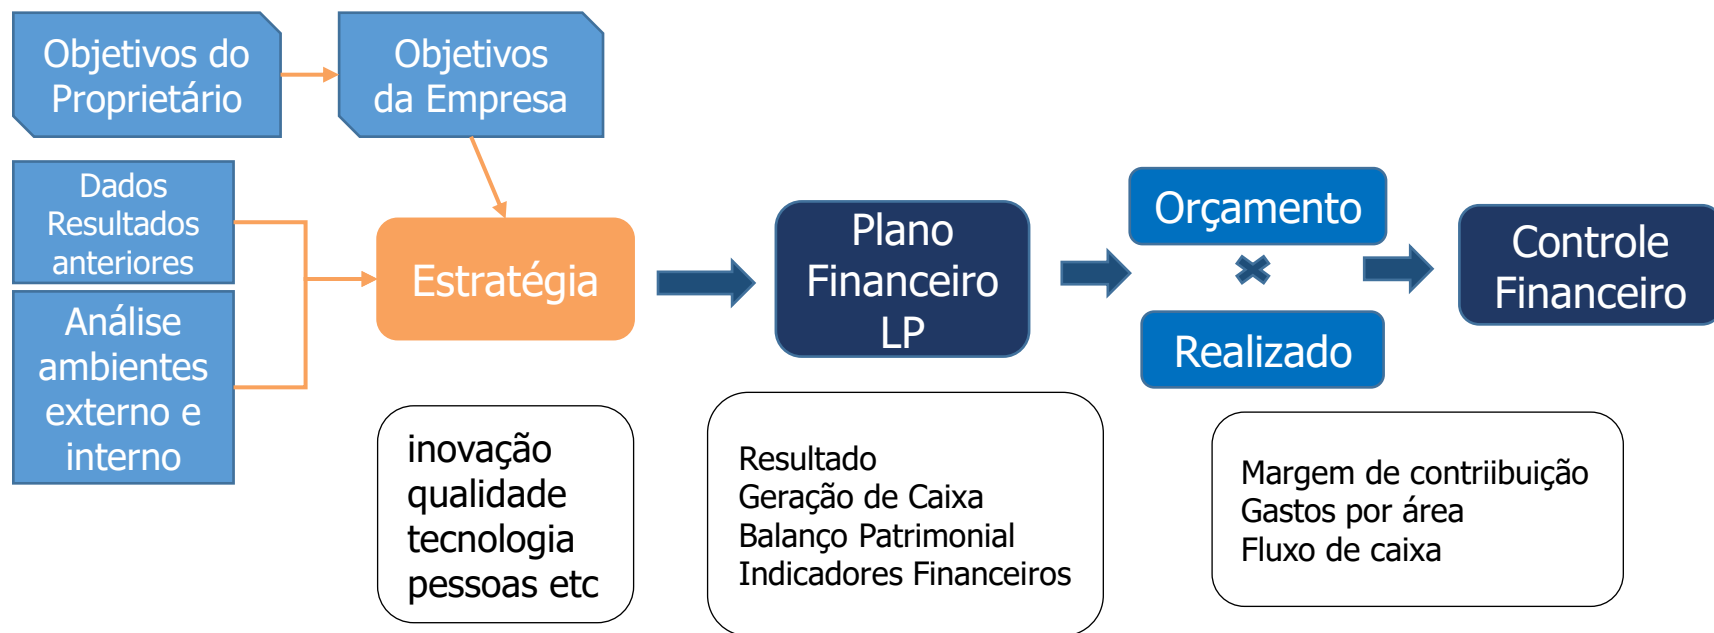 Objetivos do
Proprietário
Objetivos
da Empresa
Dados
Resultados
anteriores
Análise
ambientes
externo e
interno
Estratégia
Plano
Financeiro
LP
Orçamento
Realizado
Controle
Financeiro
inovação
qualidade
tecnologia
pessoas etc
Resultado
Geração de Caixa
Balanço Patrimonial
Indicadores Financeiros
Margem de contriibuição
Gastos por área
Fluxo de caixa